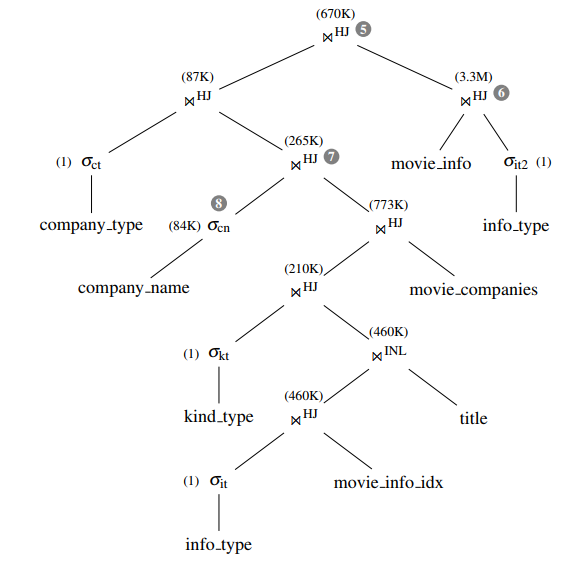 (670K)
⋈HJ 5
(87K)
⋈HJ
(3.3M)
⋈HJ 6
(1) σct
(265K)
⋈HJ 7
movie_info
σit2 (1)
company_type
8
(84K) σcn
(773K)
⋈HJ
info_type
company_name
(210K)
⋈HJ
movie_companies
(1) σkt
(460K)
⋈INL
kind_type
(460K)
⋈HJ
title
(1) σit
movie_info_idx
info_type